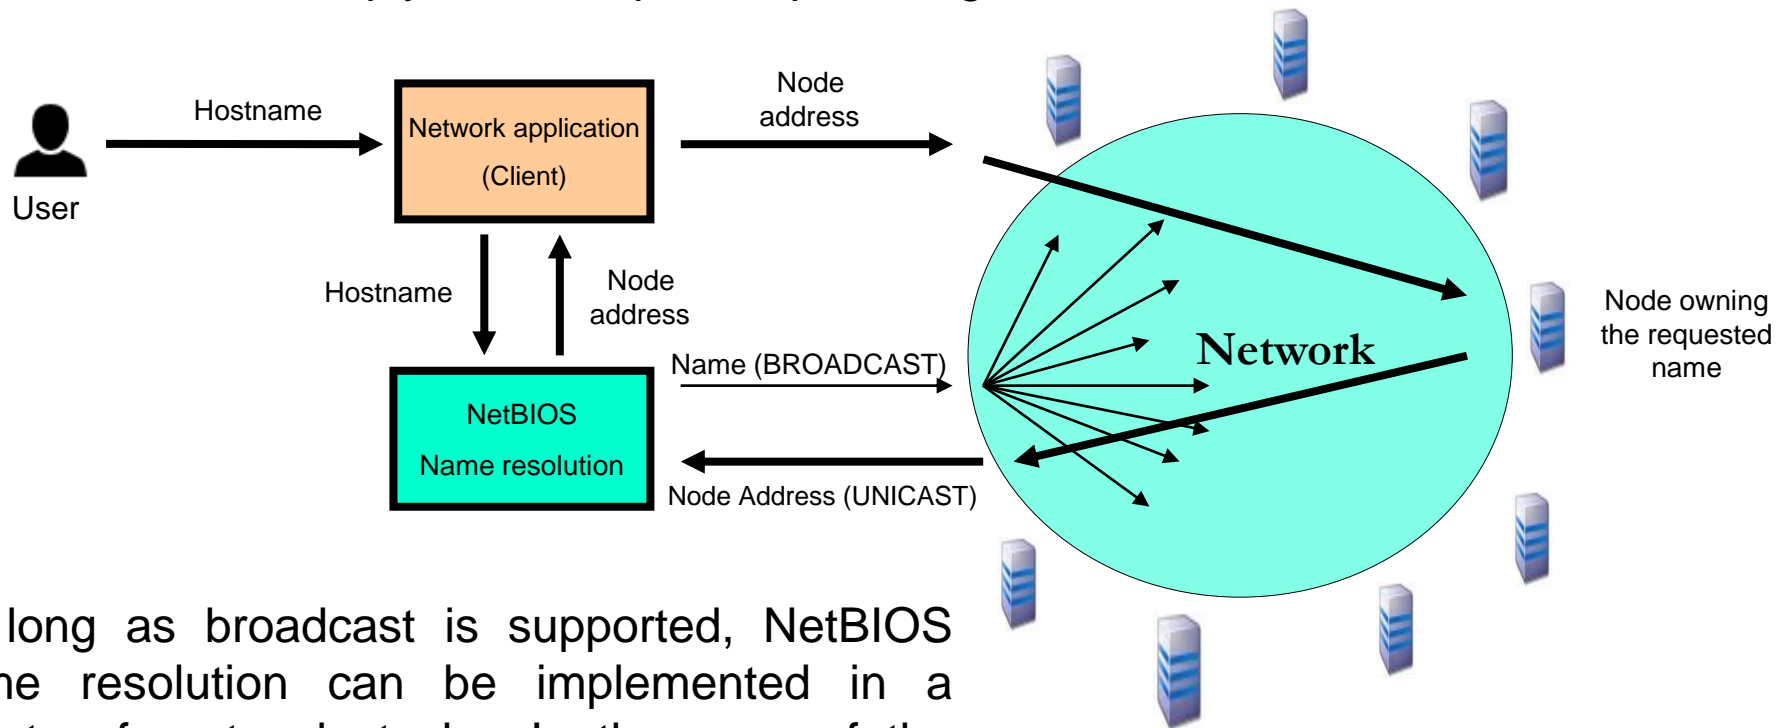 Hostname
Network application
(Client)
Node
address
User
Hostname
Node
address
Name (BROADCAST)
NetBIOS
Name resolution
Node Address (UNICAST)
Network
Node owning
the requested
name
long as broadcast is supported, NetBIOS
me resolution can be implemented in a